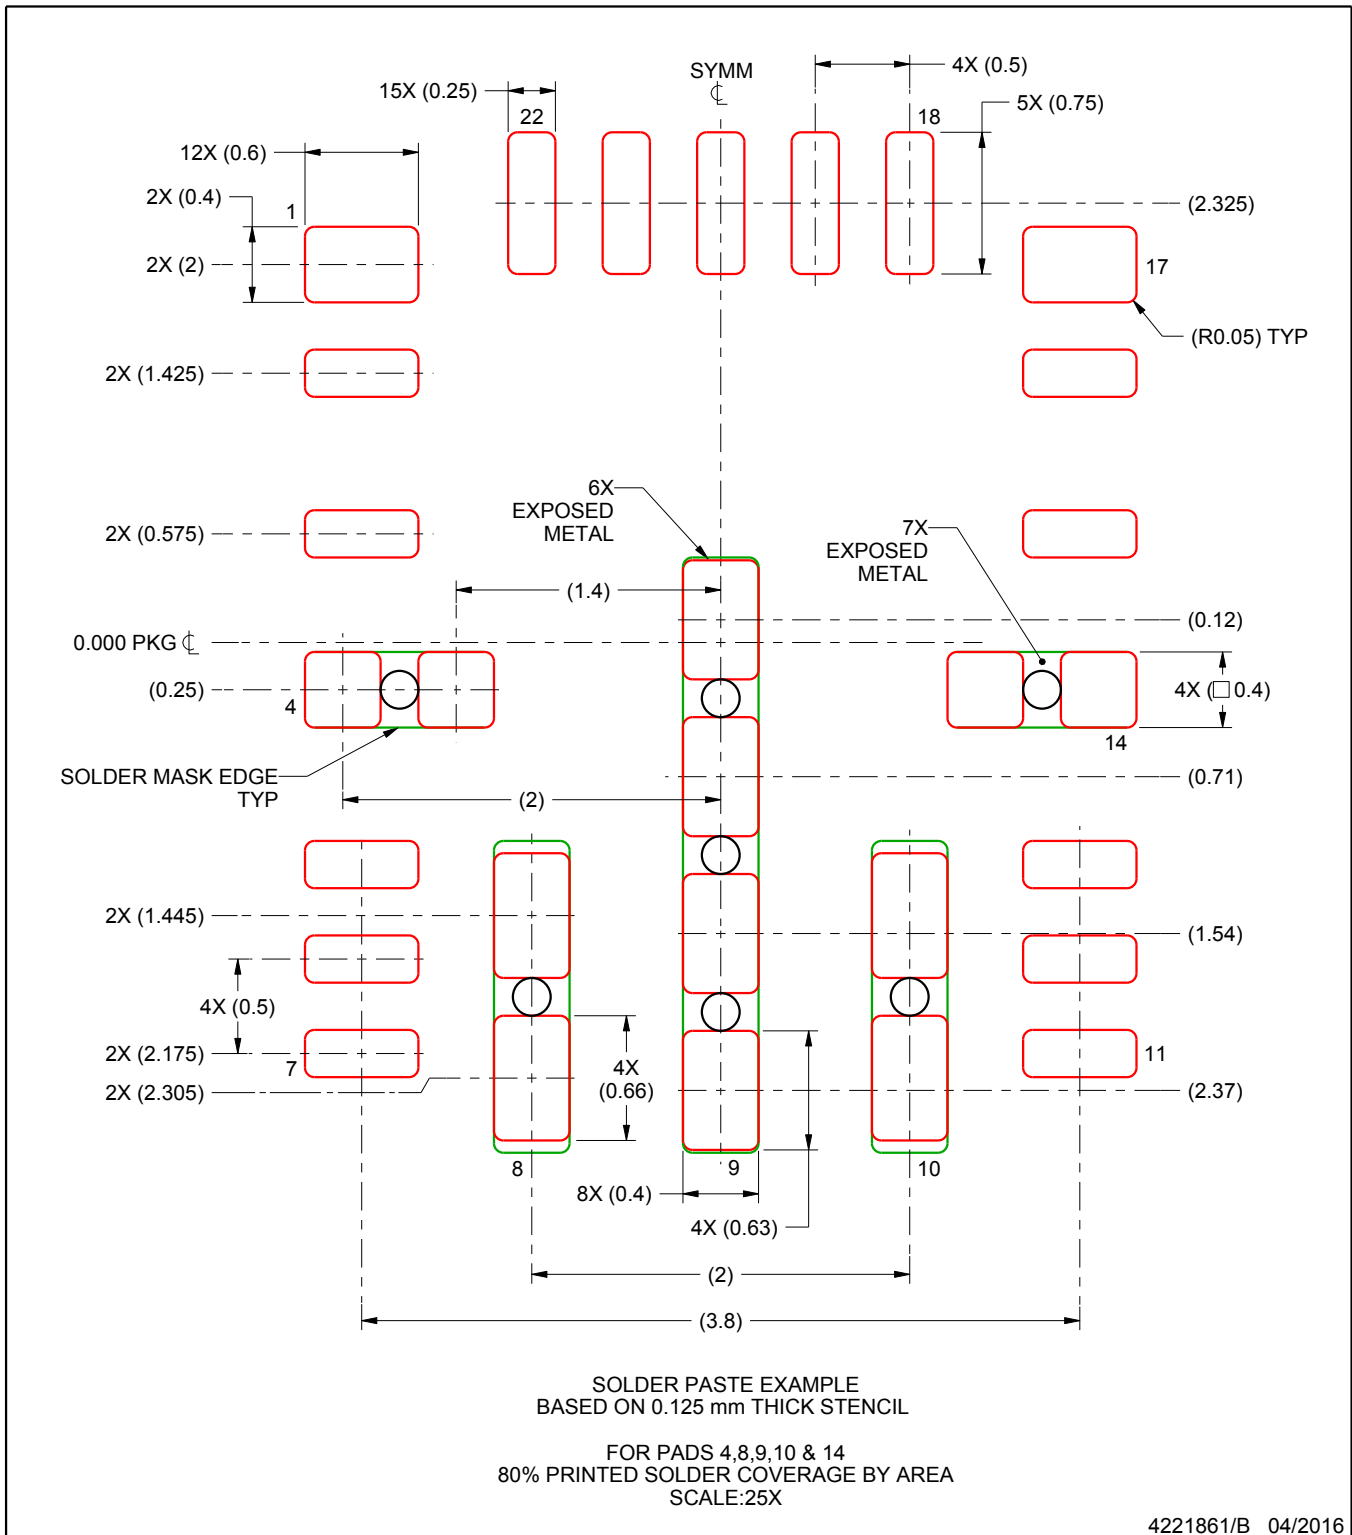 SYMM
4X (0.5)
15X (0.25)
5X (0.75)
22
18
12X (0.6)
2X (0.4)
1
(2.325)
2X (2)
17
(R0.05) TYP
2X (1.425)
6X
EXPOSED
METAL
2X (0.575)
7X
EXPOSED
METAL
(1.4)
(0.12)
0.000 PKG ℄
(0.25)
4
4X (□ 0.4)
14
SOLDER MASK EDGE
TYP
(0.71)
(2)
2X (1.445)
(1.54)
4X (0.5)
2X (2.175)
7
11
4X
(0.66)
2X (2.305)
(2.37)
8
9
10
8X (0.4)
4X (0.63)
(2)
(3.8)
SOLDER PASTE EXAMPLE
BASED ON 0.125 mm THICK STENCIL
FOR PADS 4,8,9,10 & 14
80% PRINTED SOLDER COVERAGE BY AREA
SCALE:25X
4221861/B 04/2016